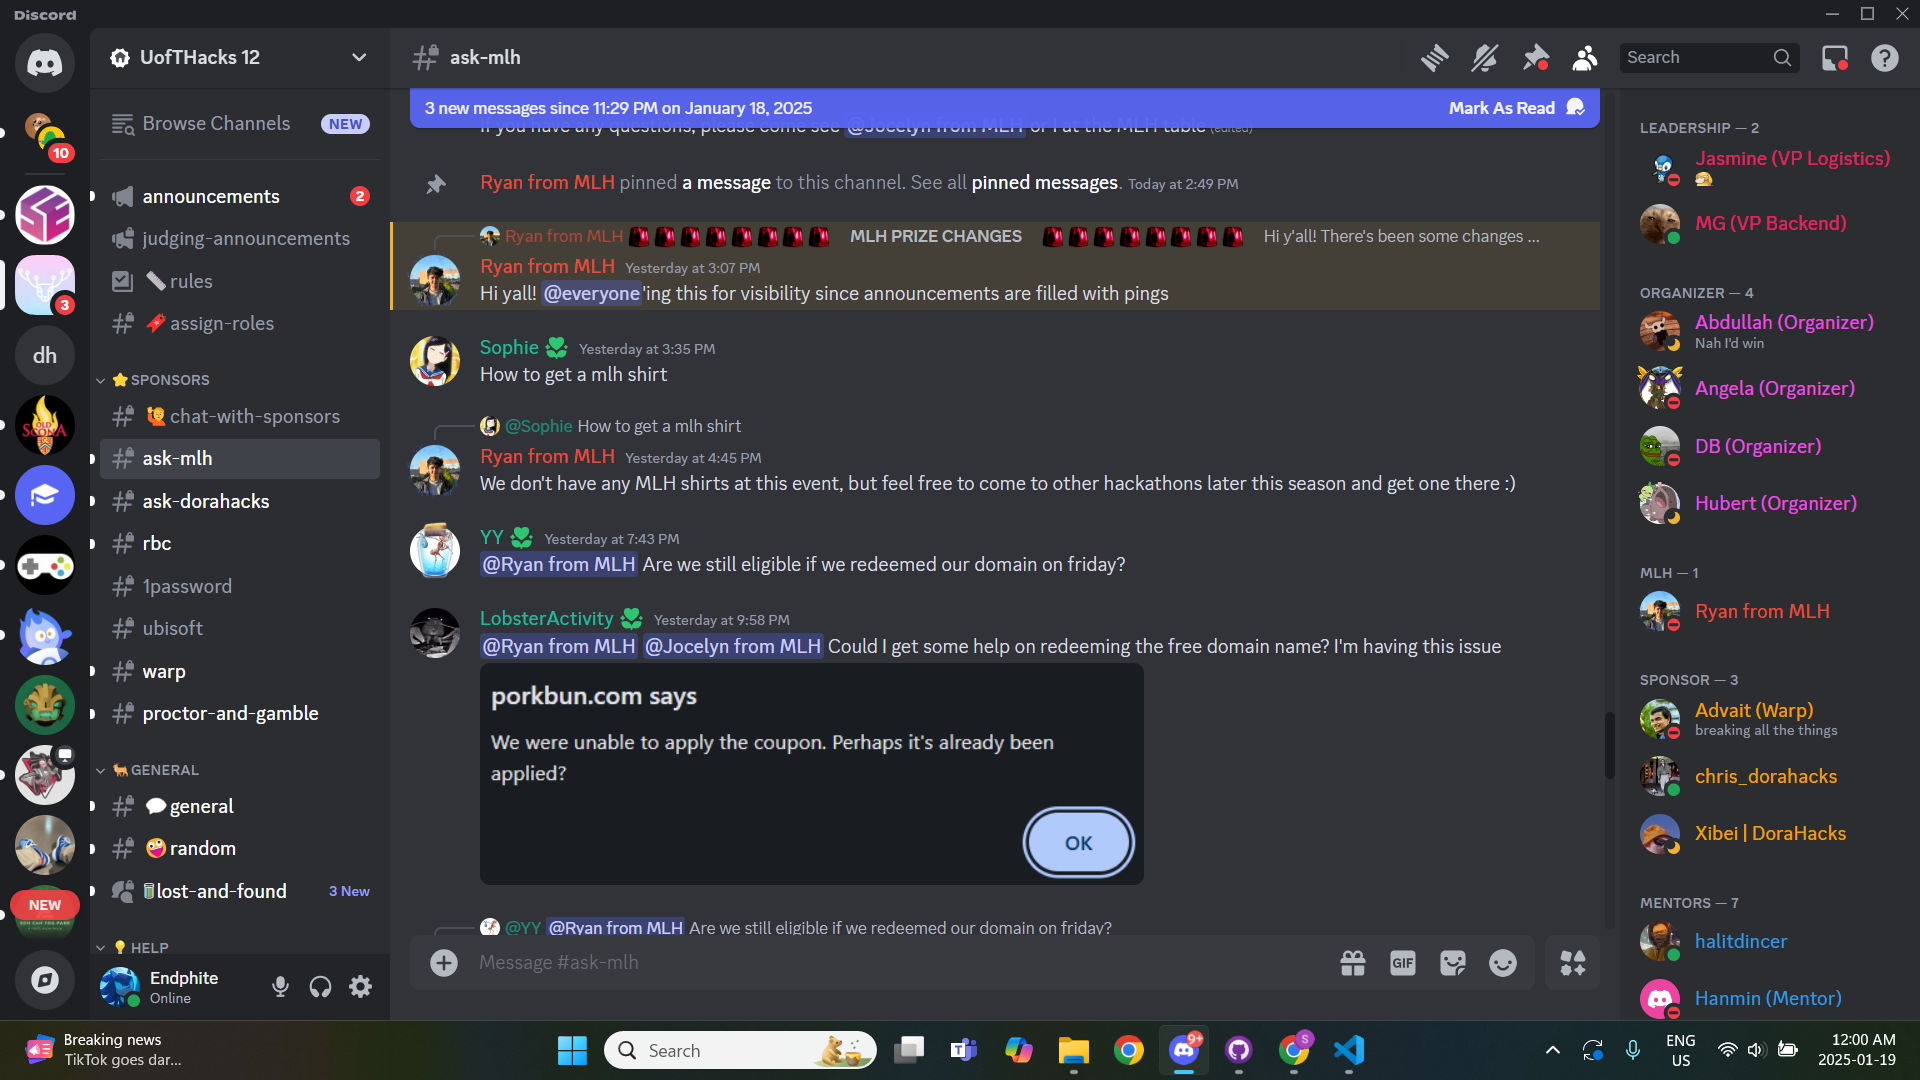 Discord
UofTHacks 12
ask-mlh
Search
3 new messages since 11:29 PM on January 18, 2025
Mark As Read
Browse Channels
NEW
announcements
2
judging-announcements
rules
assign-roles
SPONSORS
chat-with-sponsors
ask-mlh
ask-dorahacks
rbc
1password
ubisoft
warp
proctor-and-gamble
GENERAL
general
random
lost-and-found
3 New
HELP
Endphite
Online
10
3
dh
OLD
SCONA
NEW
If you have any questions, please come see @Jocelyn from MLH or I at the MLH table (edited)
Ryan from MLH pinned a message to this channel. See all pinned messages. Today at 2:49 PM
Ryan from MLH MLH PRIZE CHANGES Hi y'all! There's been some changes ...
Ryan from MLH Yesterday at 3:07 PM
Hi yall! @everyone'ing this for visibility since announcements are filled with pings
Sophie Yesterday at 3:35 PM
How to get a mlh shirt
@Sophie How to get a mlh shirt
Ryan from MLH Yesterday at 4:45 PM
We don't have any MLH shirts at this event, but feel free to come to other hackathons later this season and get one there :)
YY Yesterday at 7:43 PM
@Ryan from MLH Are we still eligible if we redeemed our domain on friday?
LobsterActivity Yesterday at 9:58 PM
@Ryan from MLH @Jocelyn from MLH Could I get some help on redeeming the free domain name? I'm having this issue
porkbun.com says
We were unable to apply the coupon. Perhaps it's already been
applied?
OK
@YY @Ryan from MLH Are we still eligible if we redeemed our domain on friday?
Message #ask-mlh
GIF
LEADERSHIP — 2
Jasmine (VP Logistics)
MG (VP Backend)
ORGANIZER — 4
Abdullah (Organizer)
Nah I'd win
Angela (Organizer)
DB (Organizer)
Hubert (Organizer)
MLH — 1
Ryan from MLH
SPONSOR — 3
Advait (Warp)
breaking all the things
chris_dorahacks
Xibei | DoraHacks
MENTORS — 7
halitdincer
Hanmin (Mentor)
Breaking news
TikTok goes dar...
Search
9+
S
ENG
US
12:00 AM
2025-01-19